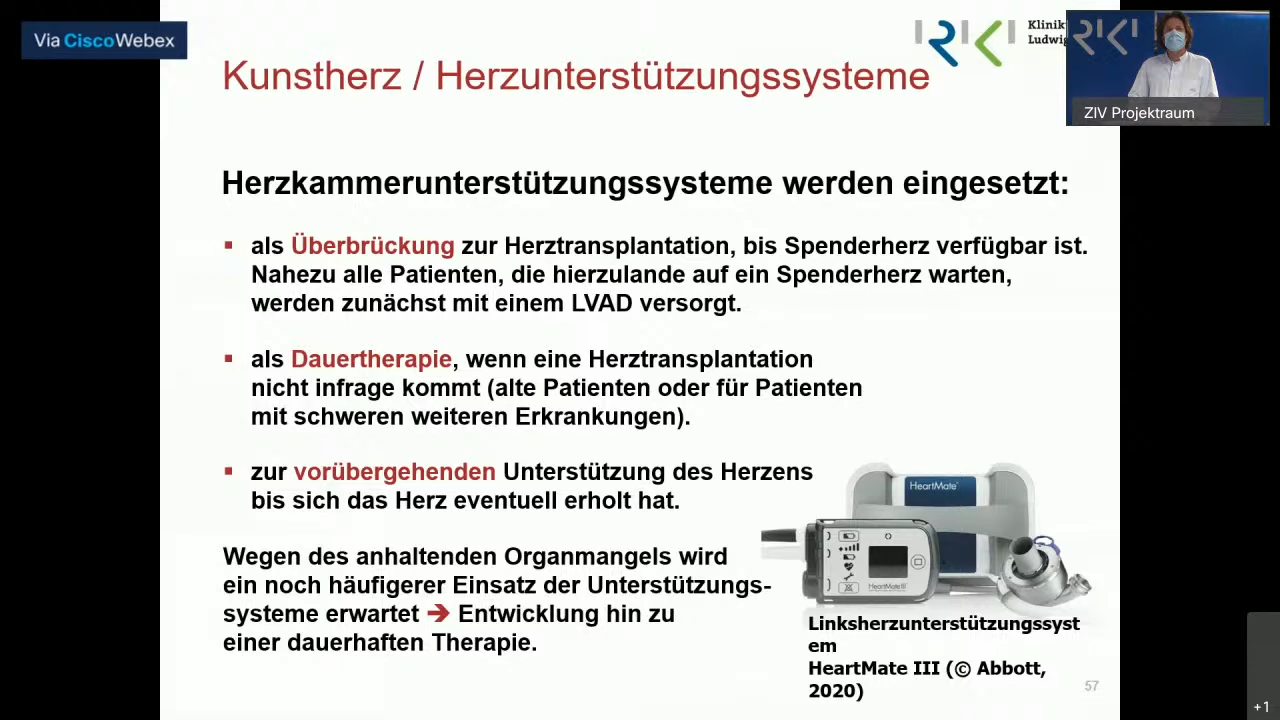 Via CiscoWebex
Klinik
Ludwig
RKI
ZIV Projektraum
Kunstherz / Herzunterstützungssysteme
Herzkammerunterstützungssysteme werden eingesetzt:
▪ als Überbrückung zur Herztransplantation, bis Spenderherz verfügbar ist.
Nahezu alle Patienten, die hierzulande auf ein Spenderherz warten,
werden zunächst mit einem LVAD versorgt.
▪ als Dauertherapie, wenn eine Herztransplantation
nicht infrage kommt (alte Patienten oder für Patienten
mit schweren weiteren Erkrankungen).
▪ zur vorübergehenden Unterstützung des Herzens
bis sich das Herz eventuell erholt hat.
Wegen des anhaltenden Organmangels wird
ein noch häufigerer Einsatz der Unterstützungs-
systeme erwartet ➔ Entwicklung hin zu
einer dauerhaften Therapie.
HeartMate
HeartMate III
Linksherzunterstützungssyst
em
HeartMate III (© Abbott,
2020)
57
+1